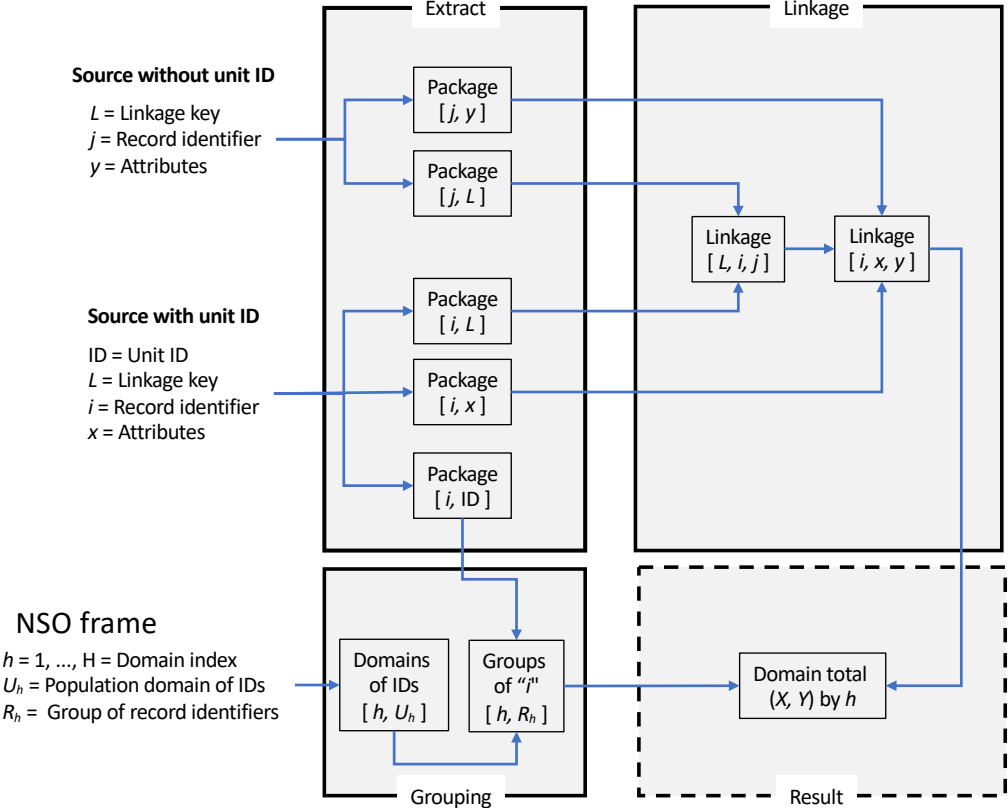 Extract
Linkage
Source without unit ID
L = Linkage key
j = Record identifier
y = Attributes
Package
[ j, y ]
Package
[ j, L ]
Linkage
[ L, i, j ]
Linkage
[ i, x, y ]
Source with unit ID
ID = Unit ID
L = Linkage key
i = Record identifier
x = Attributes
Package
[ i, L ]
Package
[ i, x ]
Package
[ i, ID ]
NSO frame
h = 1, ..., H = Domain index
Uh = Population domain of IDs
Rh = Group of record identifiers
Domains
of IDs
[ h, Uh ]
Groups
of “i"
[ h, Rh ]
Domain total
(X, Y) by h
Grouping
Result